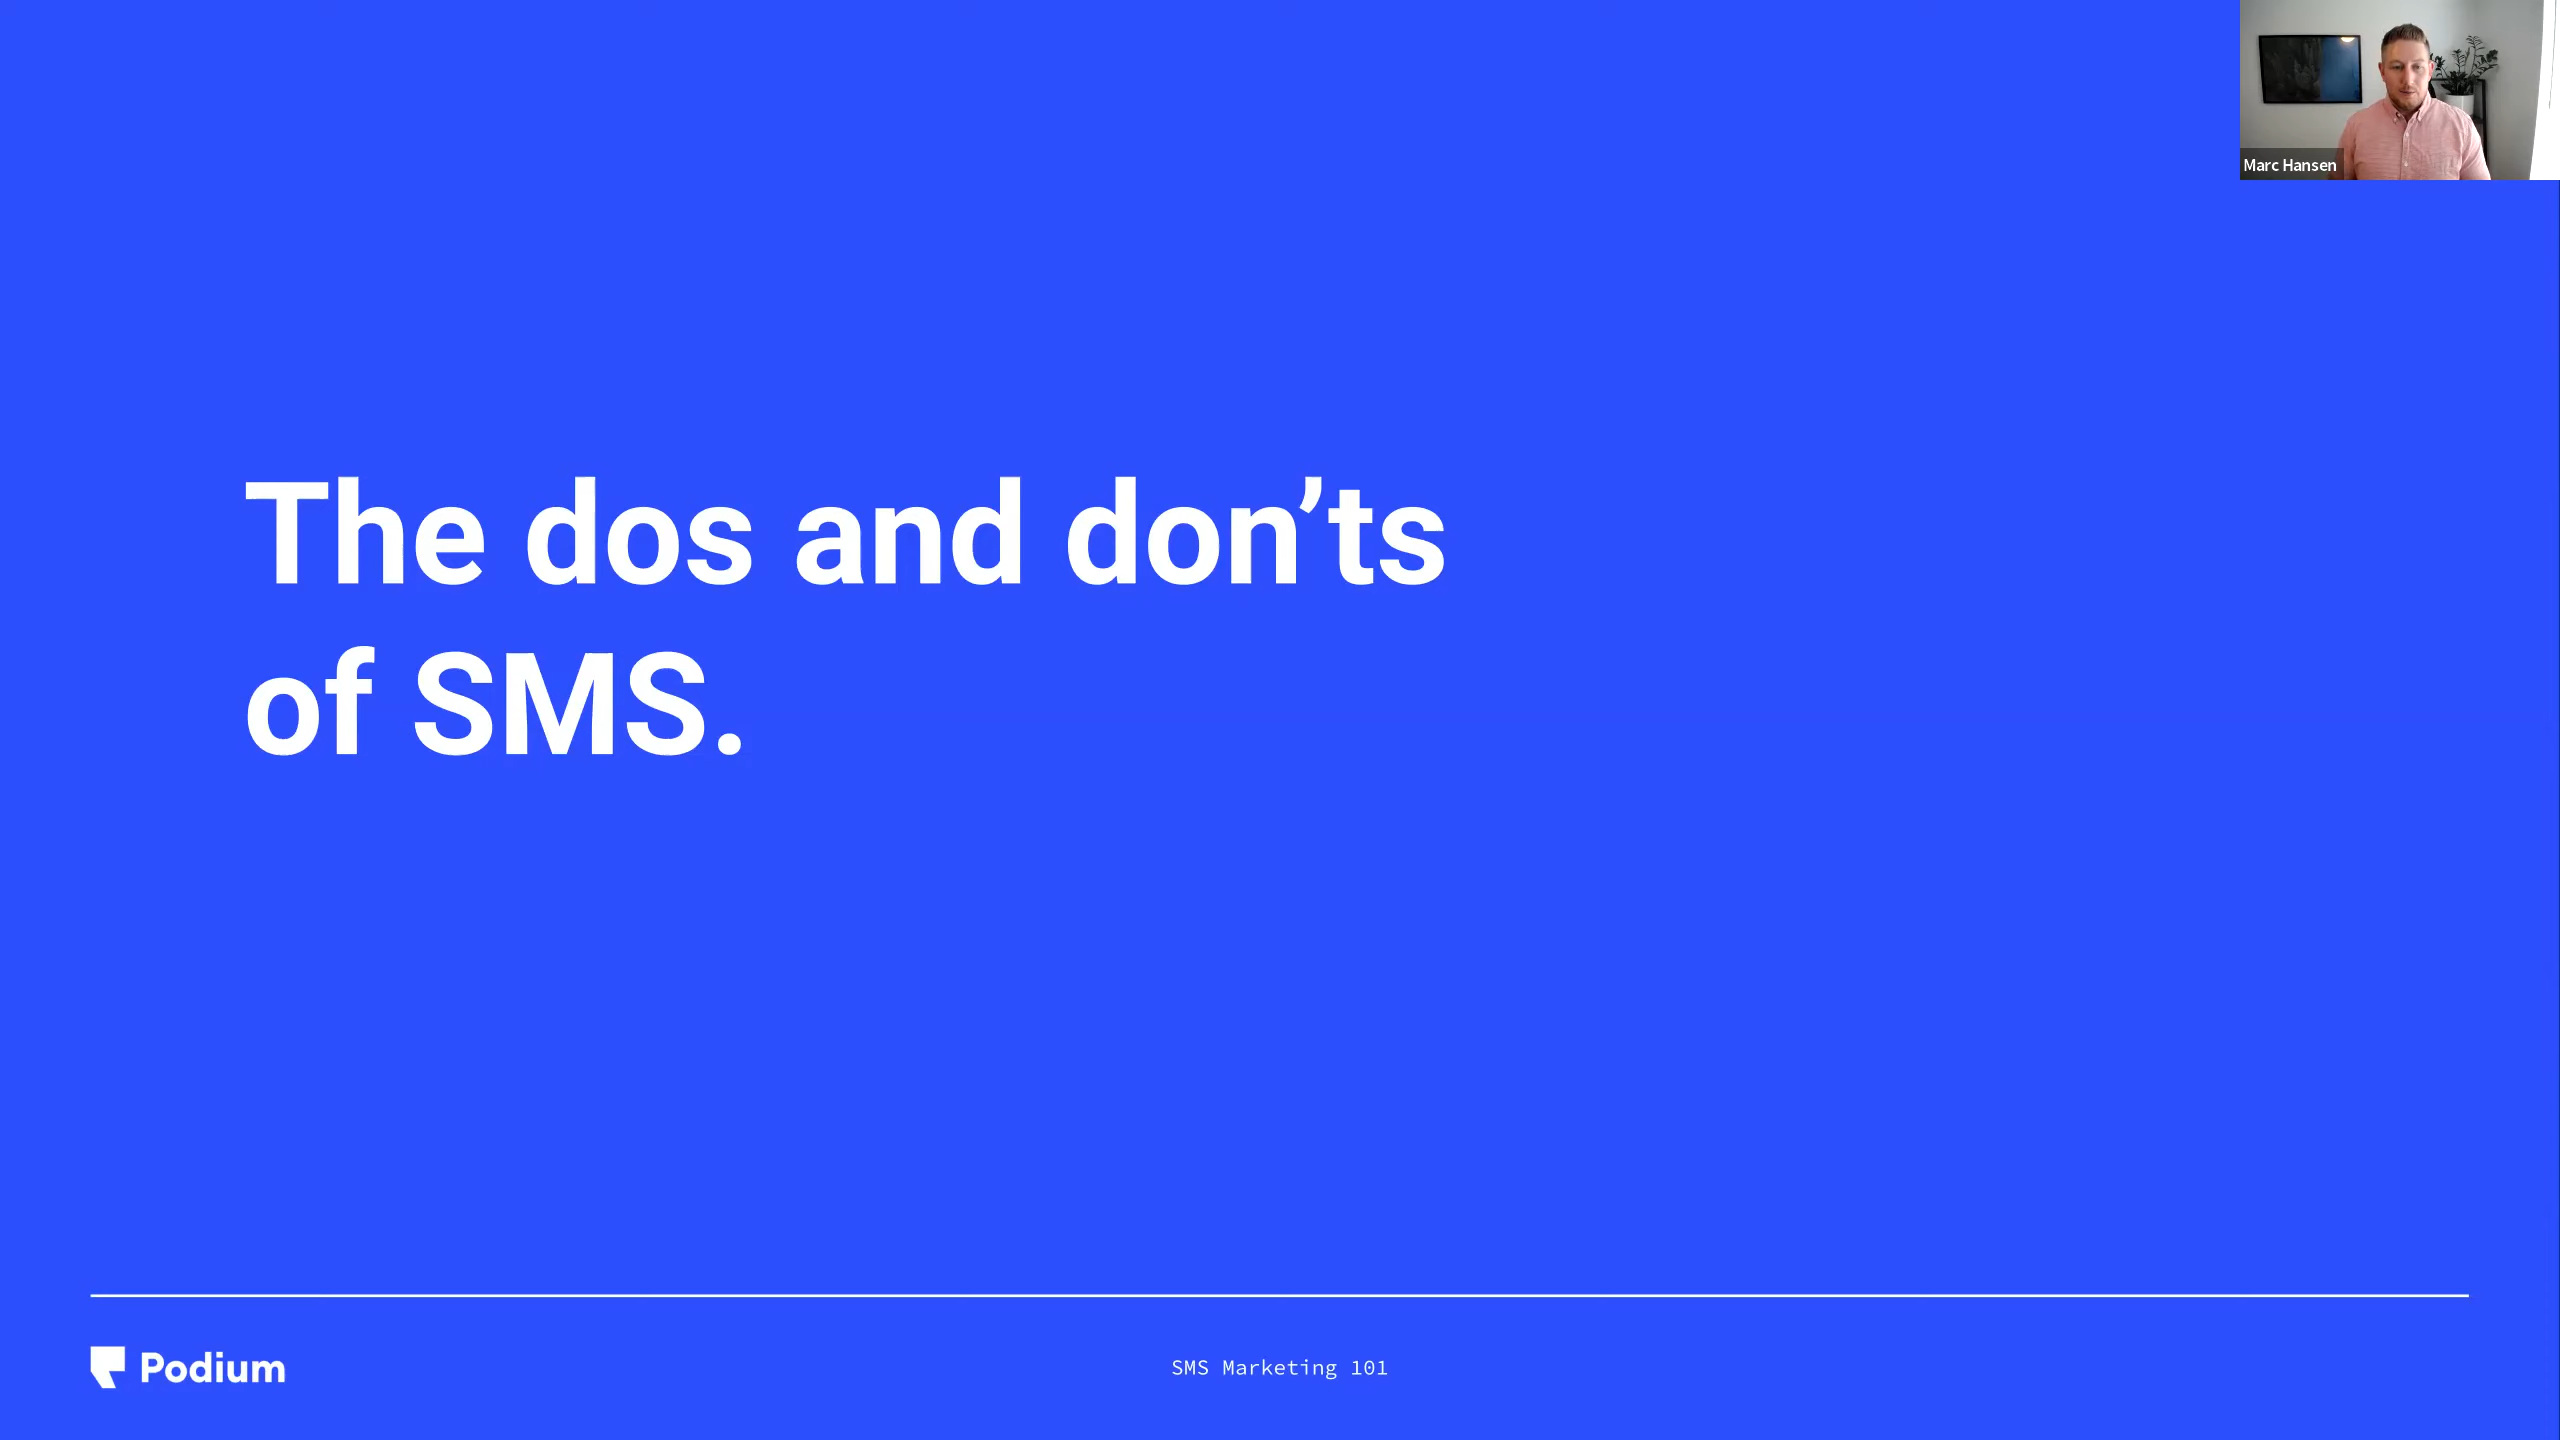 Marc Hansen
The dos and don’ts
of SMS.
Podium
SMS Marketing 101